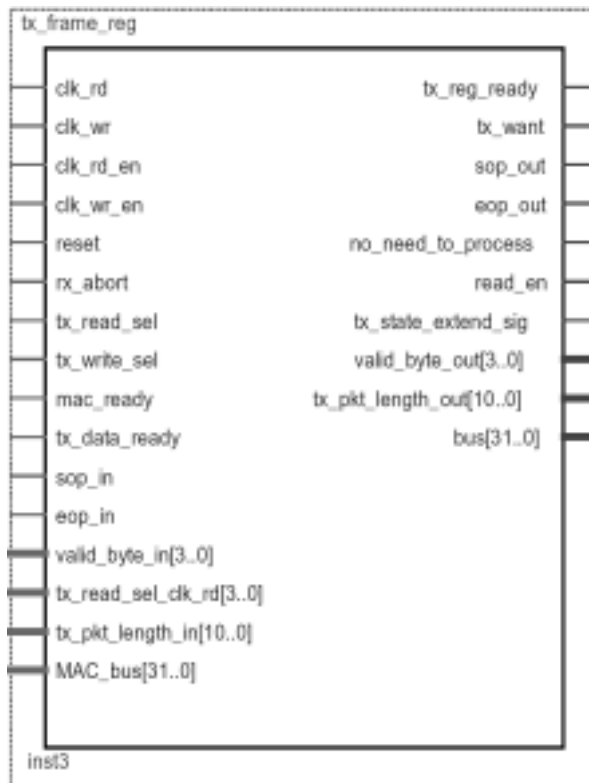 tx_frame_reg
clk_rd tx_reg_ready
clk_wr tx_want
clk_rd_en sop_out
clk_wr_en eop_out
reset no_need_to_process
rx_abort read_en
tx_read_sel tx_state_extend_sig
tx_write_sel valid_byte_out[3..0]
mac_ready tx_pkt_length_out[10..0]
tx_data_ready bus[31..0]
sop_in
eop_in
valid_byte_in[3..0]
tx_read_sel_clk_rd[3..0]
tx_pkt_length_in[10..0]
MAC_bus[31..0]
inst3